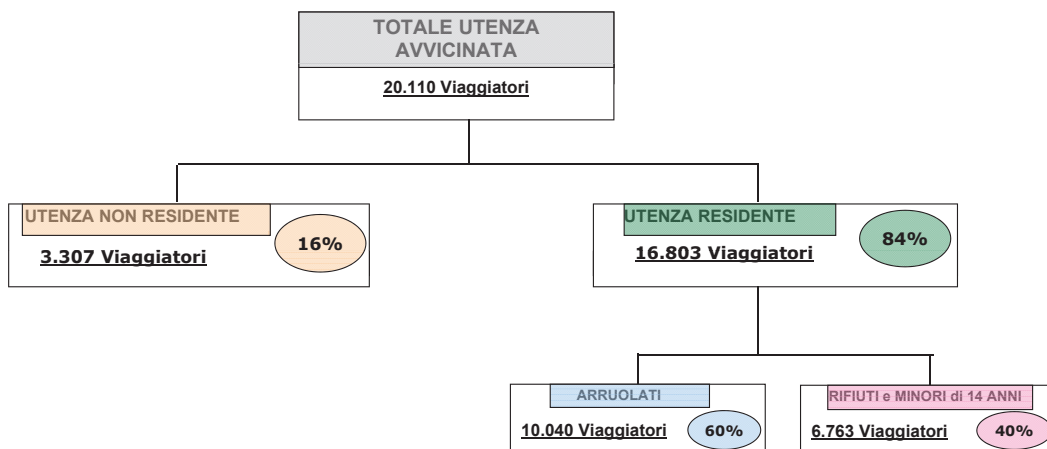 TOTALE UTENZA
AVVICINATA
20.110 Viaggiatori
UTENZA NON RESIDENTE
16%
3.307 Viaggiatori
UTENZA RESIDENTE
84%
16.803 Viaggiatori
ARRUOLATI
10.040 Viaggiatori
60%
RIFIUTI e MINORI di 14 ANNI
6.763 Viaggiatori
40%